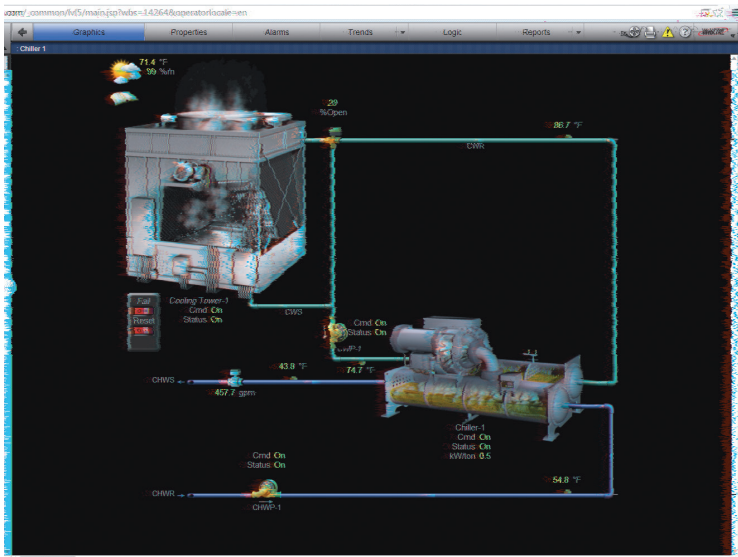 .com/_common/lvl5/main.jsp?wbs=-14264&operatorlocale=en
Graphics Properties Alarms Trends Logic Reports
: Chiller 1
71.4 °F
99 %rh
29
%Open
86.7 °F
CWR
Fail
Reset
Cooling Tower-1
Cmd On
Status On
CWS
Cmd On
Status On
CWP-1
74.7 °F
43.8 °F
CHWS
457.7 gpm
Chiller-1
Cmd On
Status On
kW/ton 0.5
Cmd On
Status On
54.8 °F
CHWR
CHWP-1